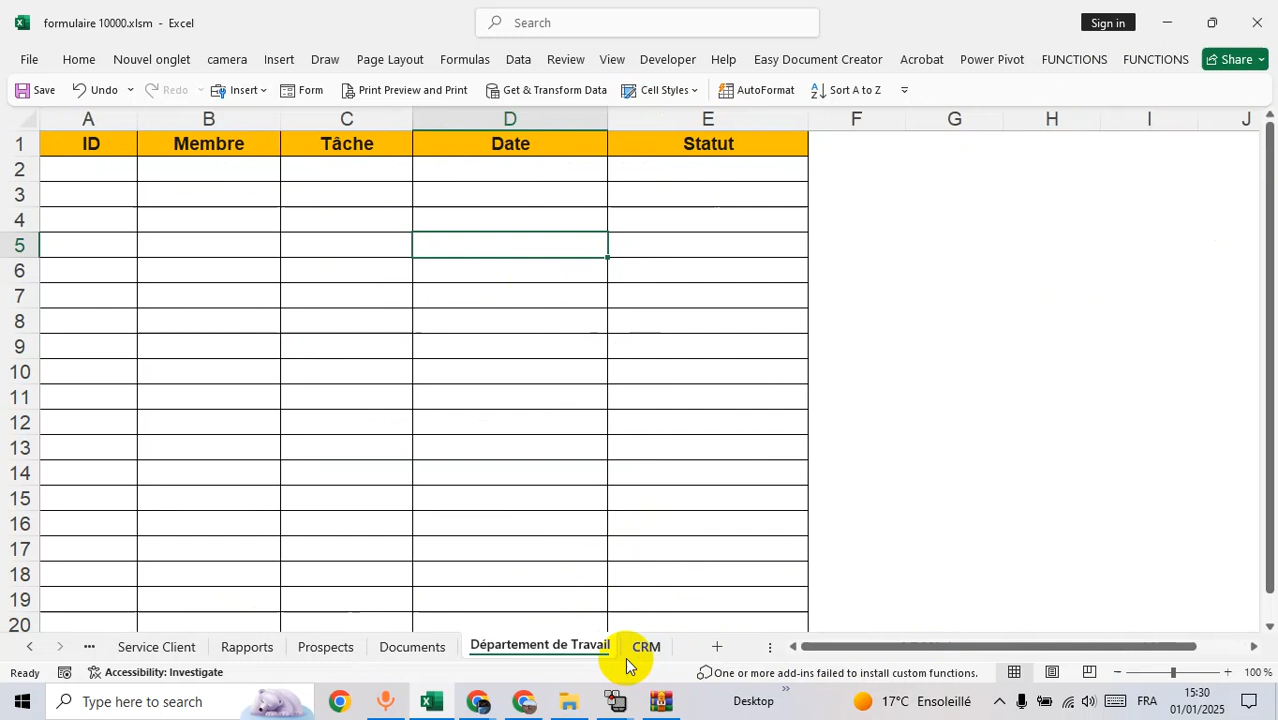 formulaire 10000.xlsm - Excel
Search
Sign in
File Home Nouvel onglet camera Insert Draw Page Layout Formulas Data Review View Developer Help Easy Document Creator Acrobat Power Pivot FUNCTIONS FUNCTIONS Share
Save Undo Redo Insert Form Print Preview and Print Get & Transform Data Cell Styles AutoFormat Sort A to Z
A B C D E F G H I J
1 ID Membre Tâche Date Statut
2
3
4
5
6
7
8
9
10
11
12
13
14
15
16
17
18
19
20
Service Client Rapports Prospects Documents Département de Travail CRM
Ready Accessibility: Investigate One or more add-ins failed to install custom functions. 100 %
Type here to search Desktop 17°C Ensoleillé FRA 15:30
01/01/2025